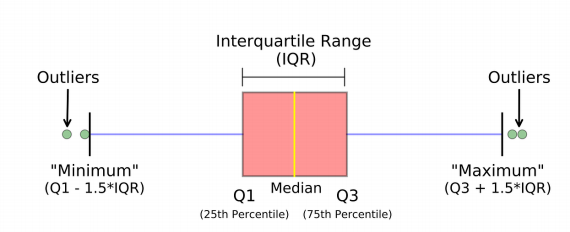 Interquartile Range
(IQR)
Outliers
Outliers
"Minimum"
(Q1 - 1.5*IQR)
Q1
(25th Percentile)
Median
Q3
(75th Percentile)
"Maximum"
(Q3 + 1.5*IQR)